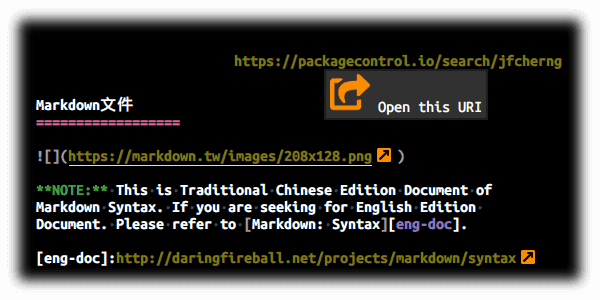 https://packagecontrol.io/search/jfcherng
Open this URI
Markdown文件
==================
![](https://markdown.tw/images/208x128.png )
**NOTE:** This is Traditional Chinese Edition Document of
Markdown Syntax. If you are seeking for English Edition
Document. Please refer to [Markdown: Syntax][eng-doc].
[eng-doc]:http://daringfireball.net/projects/markdown/syntax